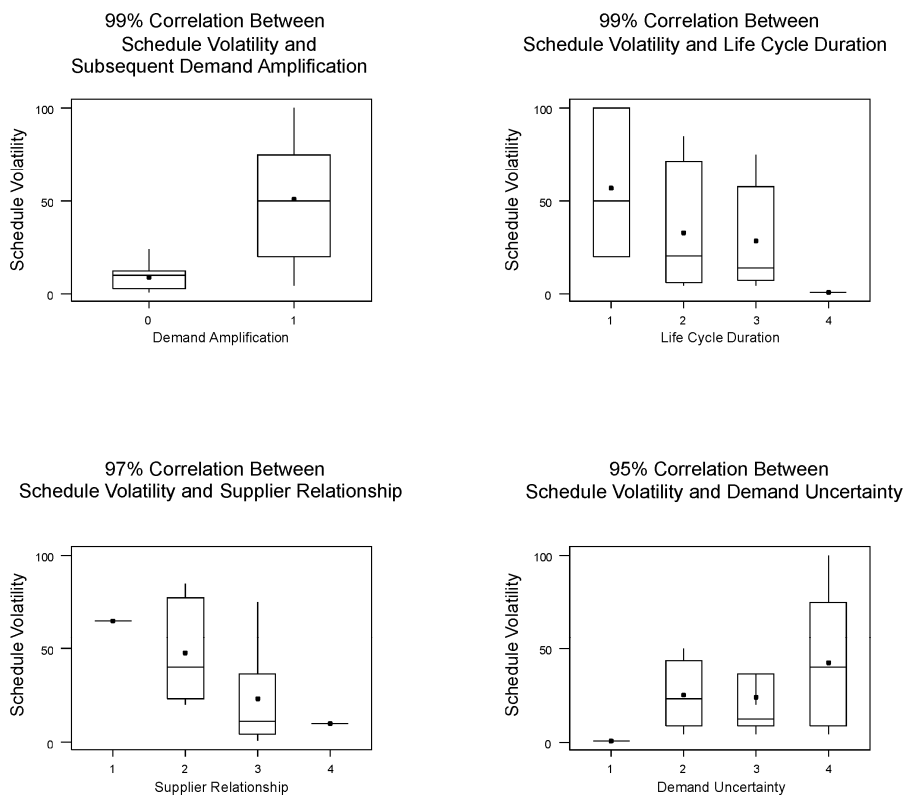 99% Correlation Between
Schedule Volatility and
Subsequent Demand Amplification
Schedule Volatility
100
50
0
0
1
Demand Amplification
99% Correlation Between
Schedule Volatility and Life Cycle Duration
Schedule Volatility
100
50
0
1
2
3
4
Life Cycle Duration
97% Correlation Between
Schedule Volatility and Supplier Relationship
Schedule Volatility
100
50
0
1
2
3
4
Supplier Relationship
95% Correlation Between
Schedule Volatility and Demand Uncertainty
Schedule Volatility
100
50
0
1
2
3
4
Demand Uncertainty